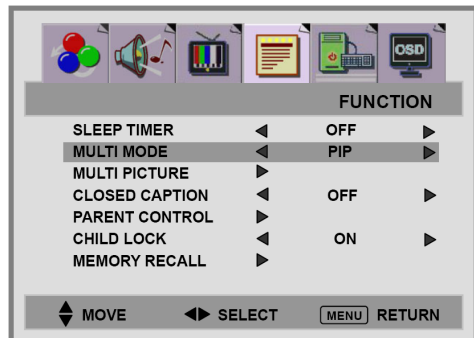 OSD
FUNCTION
SLEEP TIMER ◀ OFF ▶
MULTI MODE ◀ PIP ▶
MULTI PICTURE ▶
CLOSED CAPTION ◀ OFF ▶
PARENT CONTROL ▶
CHILD LOCK ◀ ON ▶
MEMORY RECALL ▶
MOVE SELECT MENU RETURN